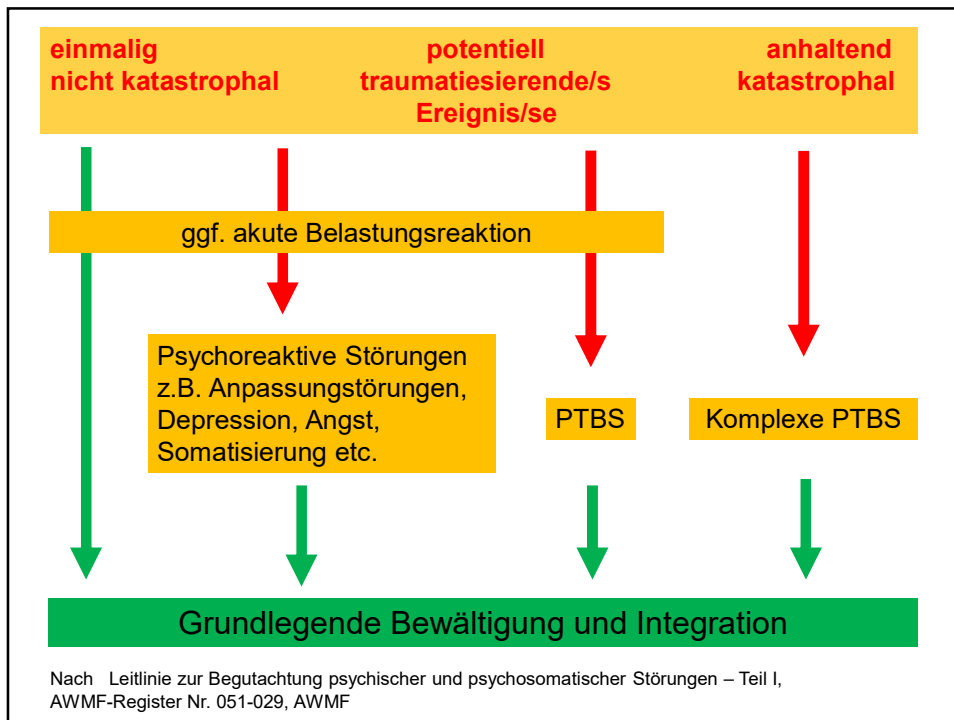 einmalig
nicht katastrophal
potentiell
traumatiesierende/s
Ereignis/se
anhaltend
katastrophal
ggf. akute Belastungsreaktion
Psychoreaktive Störungen
z.B. Anpassungstörungen,
Depression, Angst,
Somatisierung etc.
PTBS
Komplexe PTBS
Grundlegende Bewältigung und Integration
Nach Leitlinie zur Begutachtung psychischer und psychosomatischer Störungen – Teil I,
AWMF-Register Nr. 051-029, AWMF